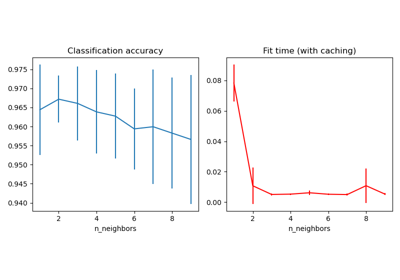 Classification accuracy
0.975
0.970
0.965
0.960
0.955
0.950
0.945
0.940
2 4 6 8
n_neighbors
Fit time (with caching)
0.08
0.06
0.04
0.02
0.00
2 4 6 8
n_neighbors